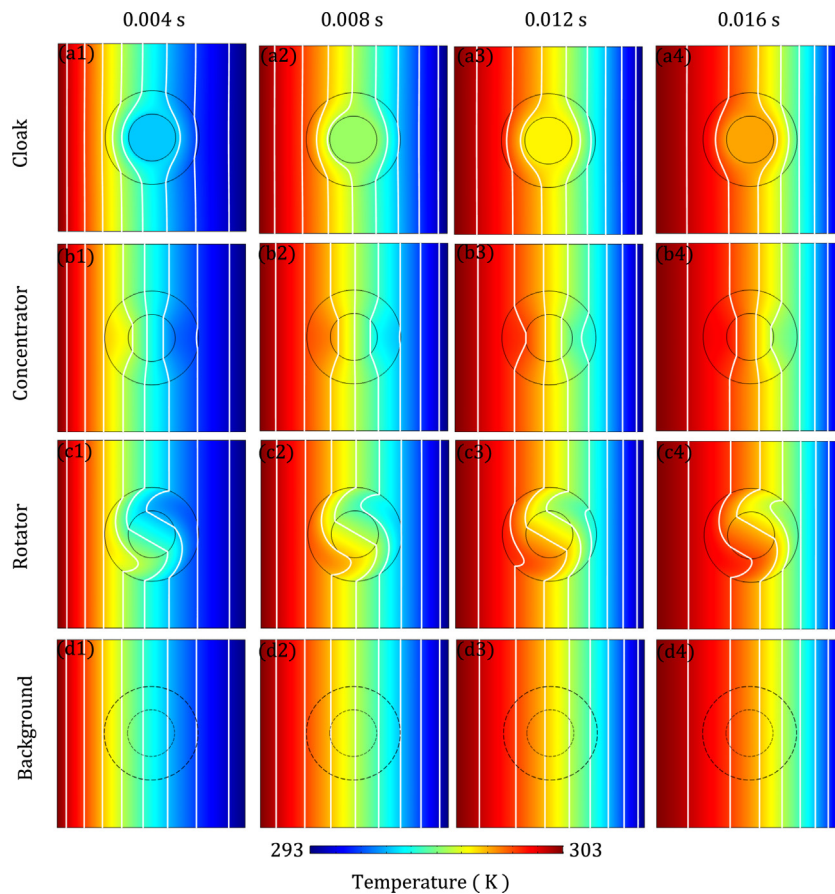 0.004 s 0.008 s 0.012 s 0.016 s
Cloak
(a1) (a2) (a3) (a4)
Concentrator
(b1) (b2) (b3) (b4)
Rotator
(c1) (c2) (c3) (c4)
Background
(d1) (d2) (d3) (d4)
293 303
Temperature ( K )